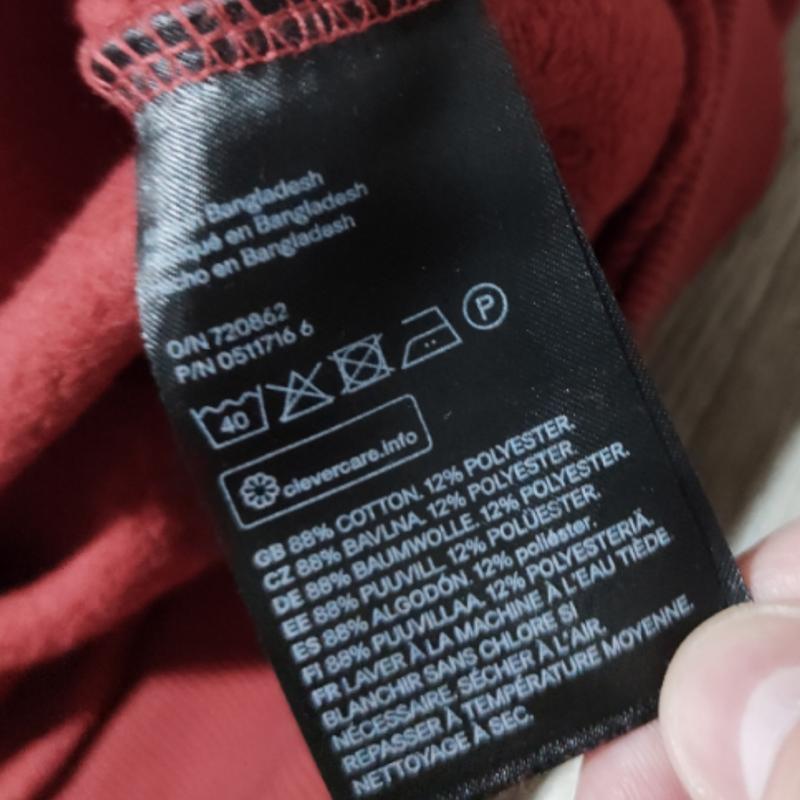 Bangladesh
en Bangladesh
en Bangladesh
O/N 720862
P/N 0511716 6
40
P
clevercare.info
GB 88% COTTON. 12% POLYESTER.
CZ 88% BAVLNA. 12% POLYESTER.
DE 88% BAUMWOLLE. 12% POLYESTER.
EE 88% PUUVILL. 12% POLÜESTER.
ES 88% ALGODÓN. 12% poliéster.
FI 88% PUUVILLAA. 12% POLYESTERIÄ.
FR LAVER À LA MACHINE À L'EAU TIÈDE.
BLANCHIR SANS CHLORE SI
NÉCESSAIRE. SÉCHER À L'AIR.
REPASSER À TEMPÉRATURE MOYENNE.
NETTOYAGE À SEC.